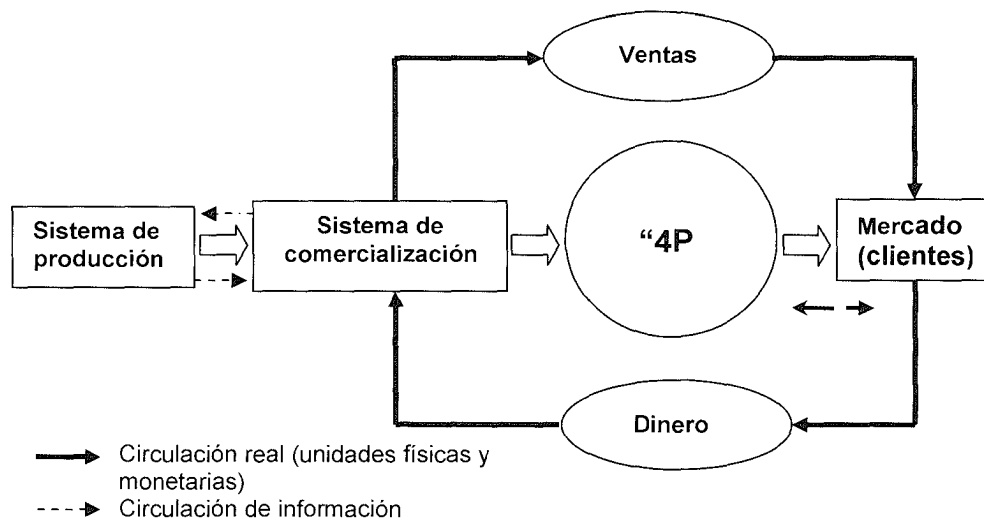 Ventas
Sistema de
producción
Sistema de
comercialización
“4P
Mercado
(clientes)
Dinero
Circulación real (unidades físicas y
monetarias)
Circulación de información